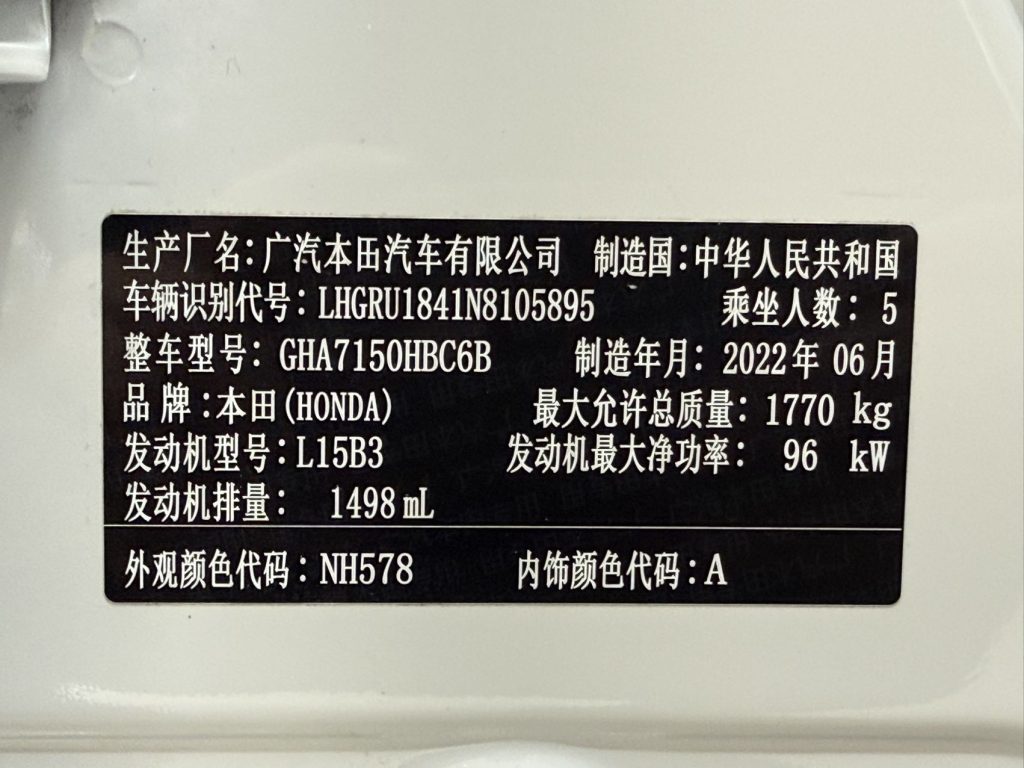 生产厂名：广汽本田汽车有限公司 制造国：中华人民共和国
车辆识别代号：LHGRU1841N8105895 乘坐人数：5
整车型号：GHA7150HBC6B 制造年月：2022年06月
品牌：本田(HONDA) 最大允许总质量：1770 kg
发动机型号：L15B3 发动机最大净功率：96 kW
发动机排量：1498mL
外观颜色代码：NH578 内饰颜色代码：A